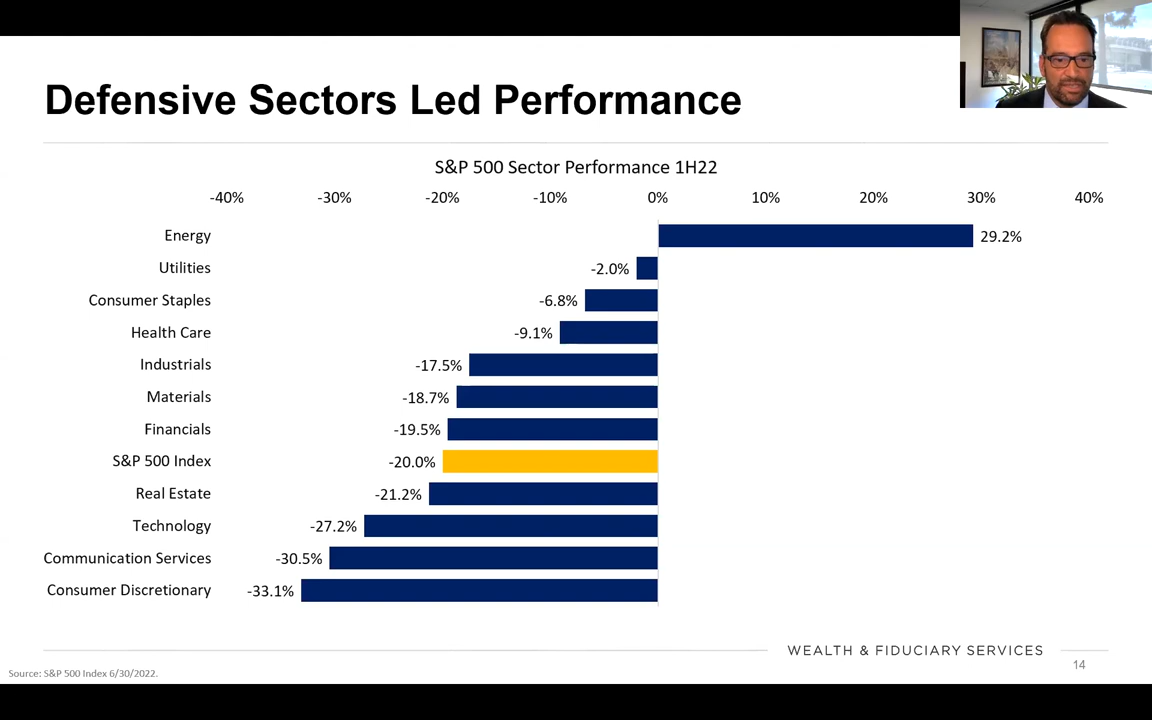 Defensive Sectors Led Performance
S&P 500 Sector Performance 1H22
-40% -30% -20% -10% 0% 10% 20% 30% 40%
Energy 29.2%
Utilities -2.0%
Consumer Staples -6.8%
Health Care -9.1%
Industrials -17.5%
Materials -18.7%
Financials -19.5%
S&P 500 Index -20.0%
Real Estate -21.2%
Technology -27.2%
Communication Services -30.5%
Consumer Discretionary -33.1%
WEALTH & FIDUCIARY SERVICES
14
Source: S&P 500 Index 6/30/2022.